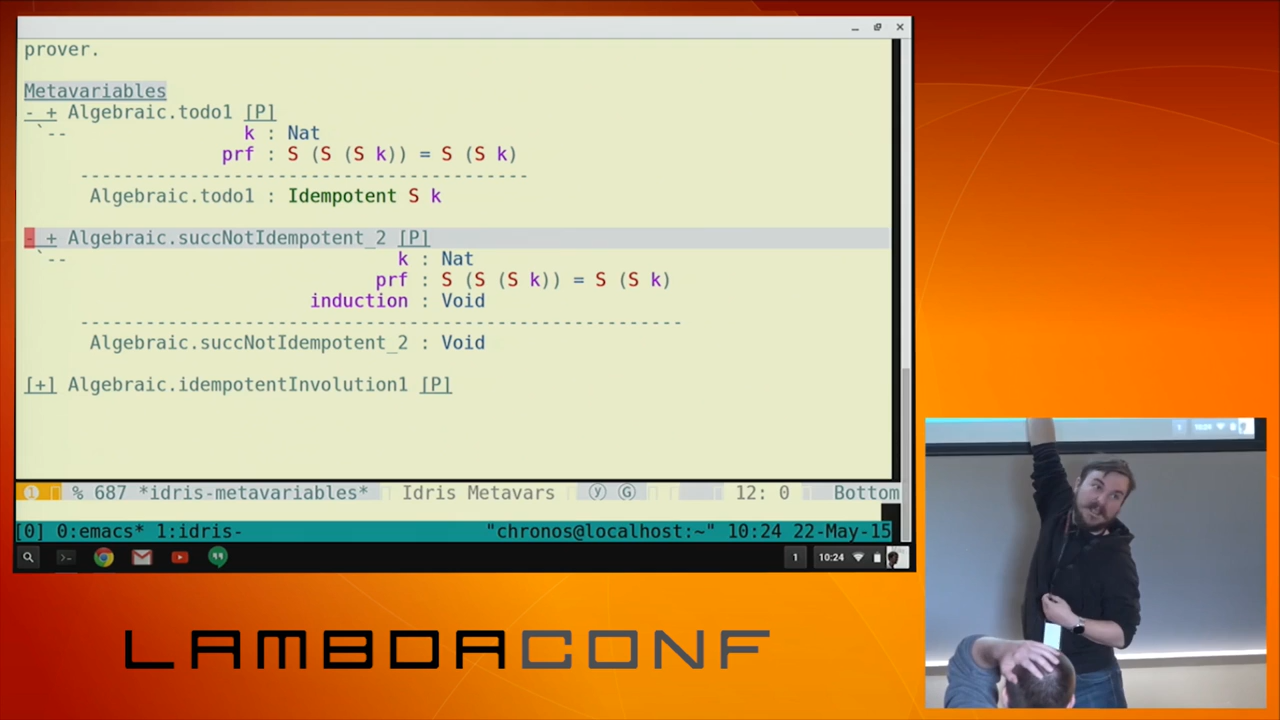 prover.
Metavariables
- + Algebraic.todo1 [P]
`-- k : Nat
prf : S (S (S k)) = S (S k)
-----------------------------------------
Algebraic.todo1 : Idempotent S k
- + Algebraic.succNotIdempotent_2 [P]
`-- k : Nat
prf : S (S (S k)) = S (S k)
induction : Void
-------------------------------------------------------
Algebraic.succNotIdempotent_2 : Void
[+] Algebraic.idempotentInvolution1 [P]
1 % 687 *idris-metavariables* Idris Metavars y G 12: 0 Bottom
[0] 0:emacs* 1:idris- "chronos@localhost:~" 10:24 22-May-15
1 10:24
LAMBDACONF